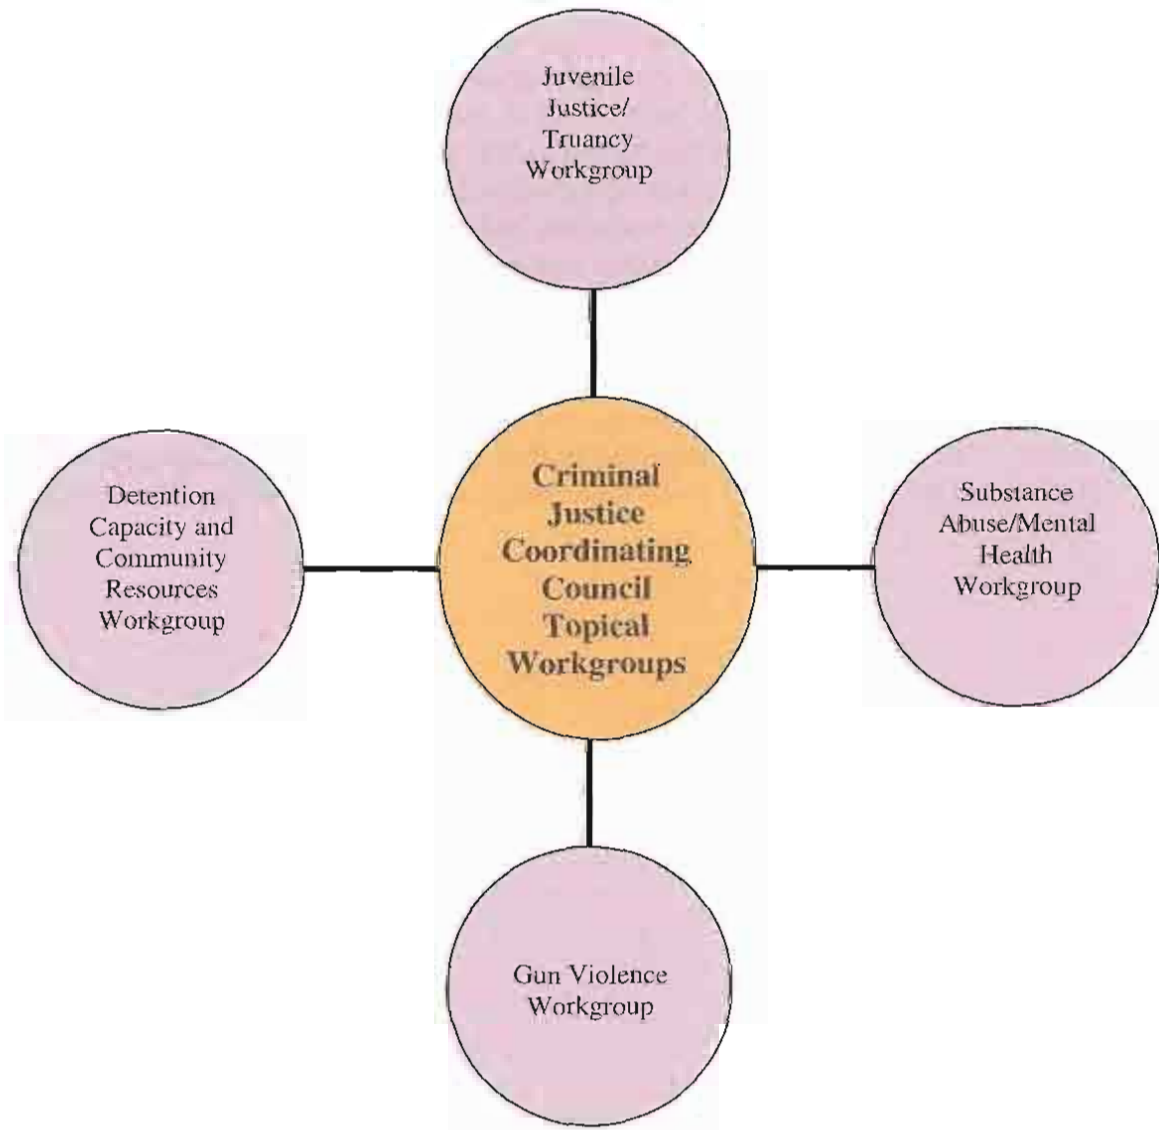 Juvenile
Justice/
Truancy
Workgroup
Detention
Capacity and
Community
Resources
Workgroup
Criminal
Justice
Coordinating
Council
Topical
Workgroups
Substance
Abuse/Mental
Health
Workgroup
Gun Violence
Workgroup